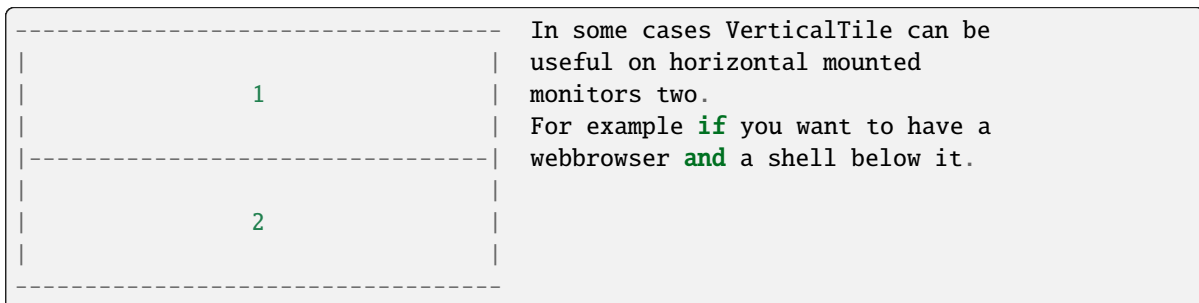 ----------------------------------- In some cases VerticalTile can be
|                                 | useful on horizontal mounted
|                1                | monitors two.
|                                 | For example if you want to have a
|---------------------------------| webbrowser and a shell below it.
|                                 |
|                2                |
|                                 |
-----------------------------------